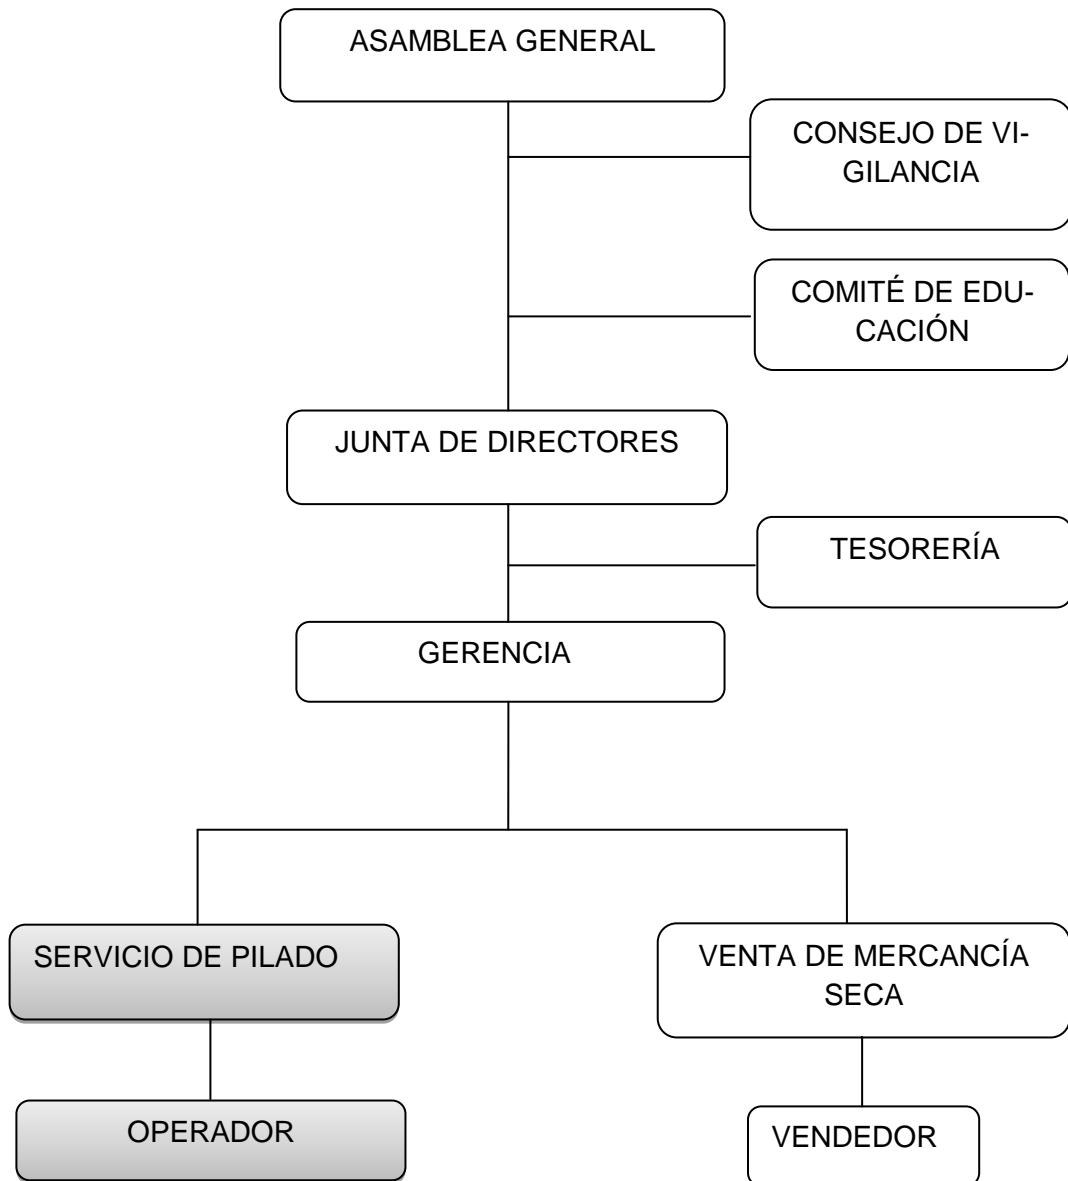 ASAMBLEA GENERAL
CONSEJO DE VI-
GILANCIA
COMITÉ DE EDU-
CACIÓN
JUNTA DE DIRECTORES
TESORERÍA
GERENCIA
SERVICIO DE PILADO
VENTA DE MERCANCÍA
SECA
OPERADOR
VENDEDOR